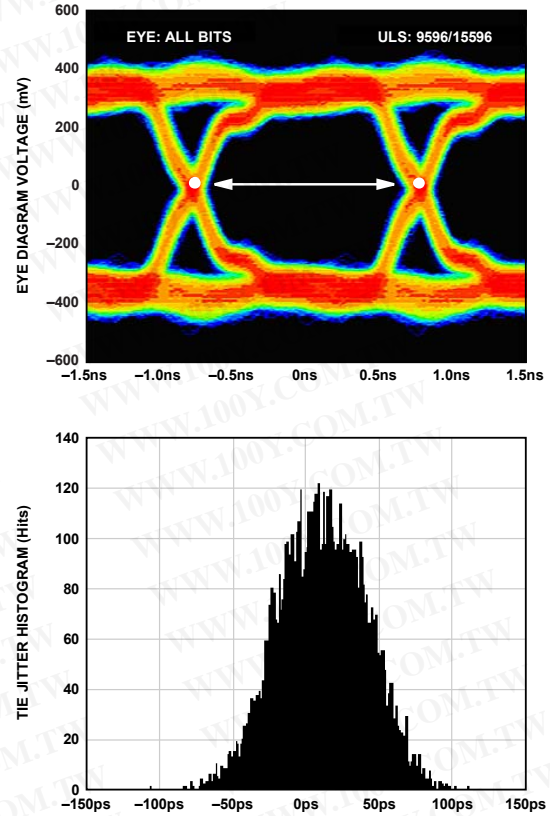 600
EYE: ALL BITS
ULS: 9596/15596
400
200
0
–200
–400
–600
EYE DIAGRAM VOLTAGE (mV)
–1.5ns
–1.0ns
–0.5ns
0ns
0.5ns
1.0ns
1.5ns
140
120
100
80
60
40
20
0
TIE JITTER HISTOGRAM (Hits)
–150ps
–100ps
–50ps
0ps
50ps
100ps
150ps
WWW.100Y.COM.TW